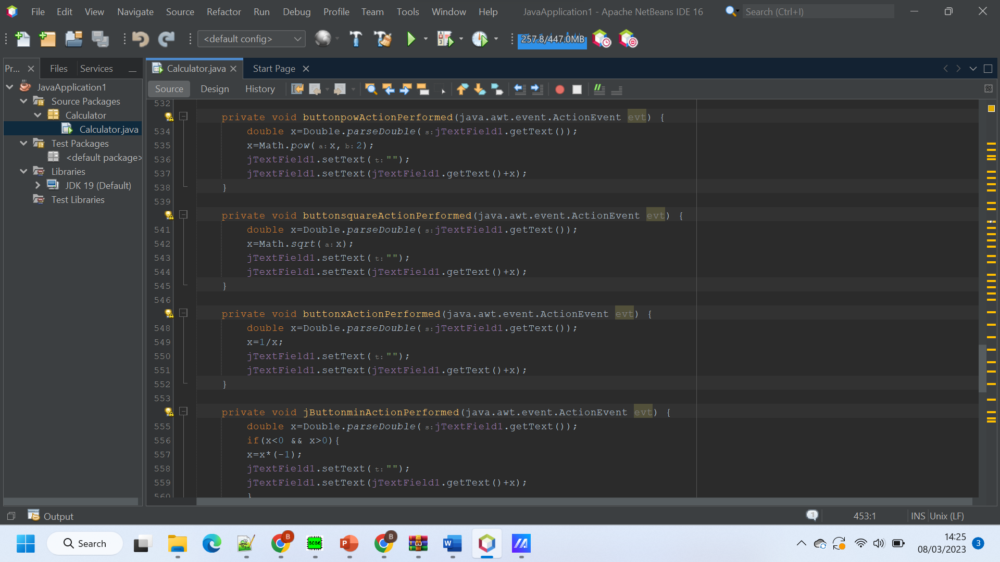 File Edit View Navigate Source Refactor Run Debug Profile Team Tools Window Help JavaApplication1 - Apache NetBeans IDE 16 Search (Ctrl+I)
<default config> 257.8/447.0MB
Pr... Files Services Calculator.java Start Page
Source Design History
JavaApplication1
Source Packages
Calculator
Calculator.java
Test Packages
<default package>
Libraries
JDK 19 (Default)
Test Libraries
532
private void buttonpowActionPerformed(java.awt.event.ActionEvent evt) {
534 double x=Double.parseDouble(s:jTextField1.getText());
535 x=Math.pow(a:x, b:2);
536 jTextField1.setText(t:"");
537 jTextField1.setText(jTextField1.getText()+x);
538 }
539
private void buttonsquareActionPerformed(java.awt.event.ActionEvent evt) {
541 double x=Double.parseDouble(s:jTextField1.getText());
542 x=Math.sqrt(a:x);
543 jTextField1.setText(t:"");
544 jTextField1.setText(jTextField1.getText()+x);
545 }
546
private void buttonxActionPerformed(java.awt.event.ActionEvent evt) {
548 double x=Double.parseDouble(s:jTextField1.getText());
549 x=1/x;
550 jTextField1.setText(t:"");
551 jTextField1.setText(jTextField1.getText()+x);
552 }
553
private void jButtonminActionPerformed(java.awt.event.ActionEvent evt) {
555 double x=Double.parseDouble(s:jTextField1.getText());
556 if(x<0 && x>0){
557 x=x*(-1);
558 jTextField1.setText(t:"");
559 jTextField1.setText(jTextField1.getText()+x);
560 }
Output 1 453:1 INS Unix (LF)
Search B 8086 P B W 14:25
08/03/2023 3